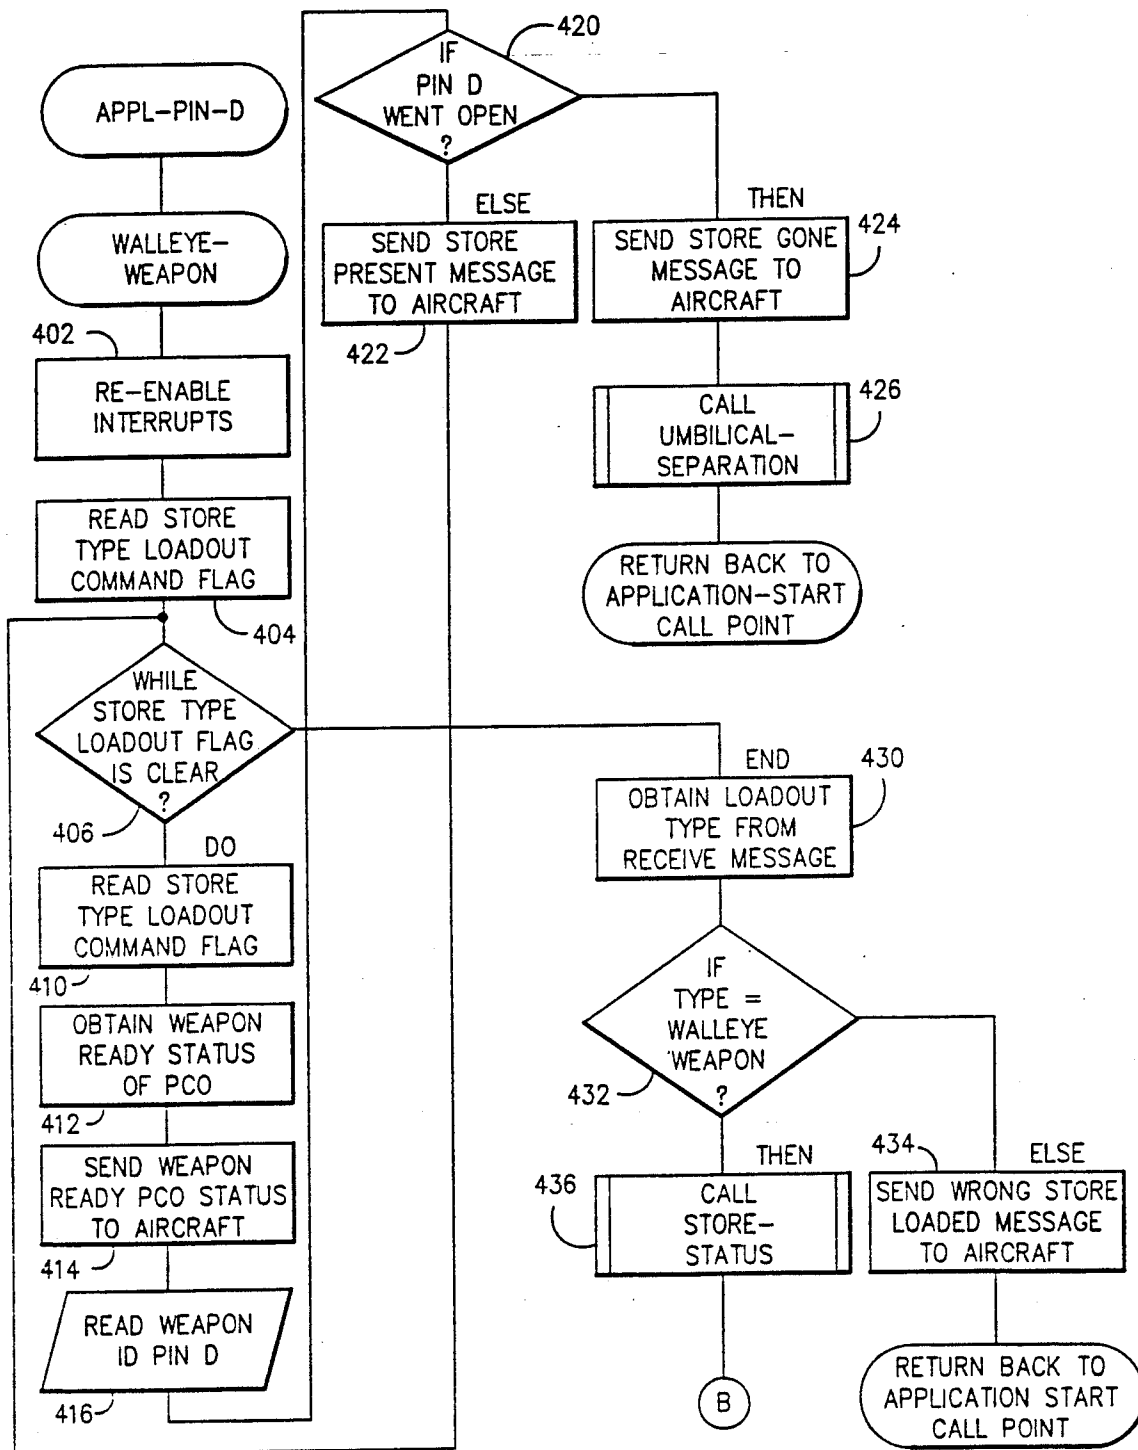 APPL-PIN-D
WALLEYE-
WEAPON
402
RE-ENABLE
INTERRUPTS
READ STORE
TYPE LOADOUT
COMMAND FLAG
404
WHILE
STORE TYPE
LOADOUT FLAG
IS CLEAR
?
406
DO
READ STORE
TYPE LOADOUT
COMMAND FLAG
410
OBTAIN WEAPON
READY STATUS
OF PCO
412
SEND WEAPON
READY PCO STATUS
TO AIRCRAFT
414
READ WEAPON
ID PIN D
416
420
IF
PIN D
WENT OPEN
?
ELSE
SEND STORE
PRESENT MESSAGE
TO AIRCRAFT
422
THEN
424
SEND STORE GONE
MESSAGE TO
AIRCRAFT
426
CALL
UMBILICAL-
SEPARATION
RETURN BACK TO
APPLICATION-START
CALL POINT
END
430
OBTAIN LOADOUT
TYPE FROM
RECEIVE MESSAGE
IF
TYPE =
WALLEYE
WEAPON
?
432
THEN
436
CALL
STORE-
STATUS
B
434
ELSE
SEND WRONG STORE
LOADED MESSAGE
TO AIRCRAFT
RETURN BACK TO
APPLICATION START
CALL POINT